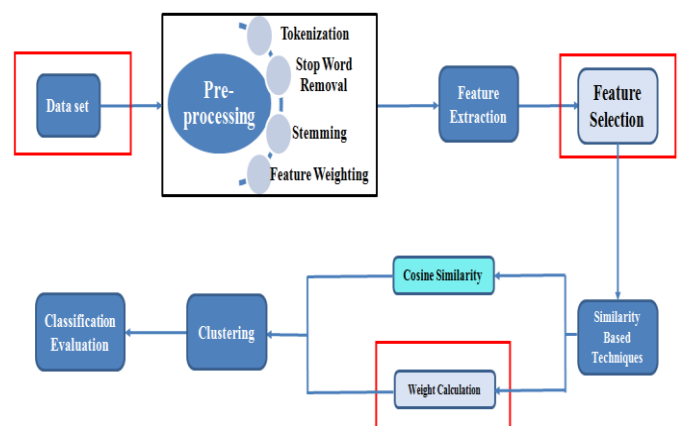 Data set
Pre-
processing
Tokenization
Stop Word
Removal
Stemming
Feature Weighting
Feature
Extraction
Feature
Selection
Similarity
Based
Techniques
Cosine Similarity
Weight Calculation
Clustering
Classification
Evaluation